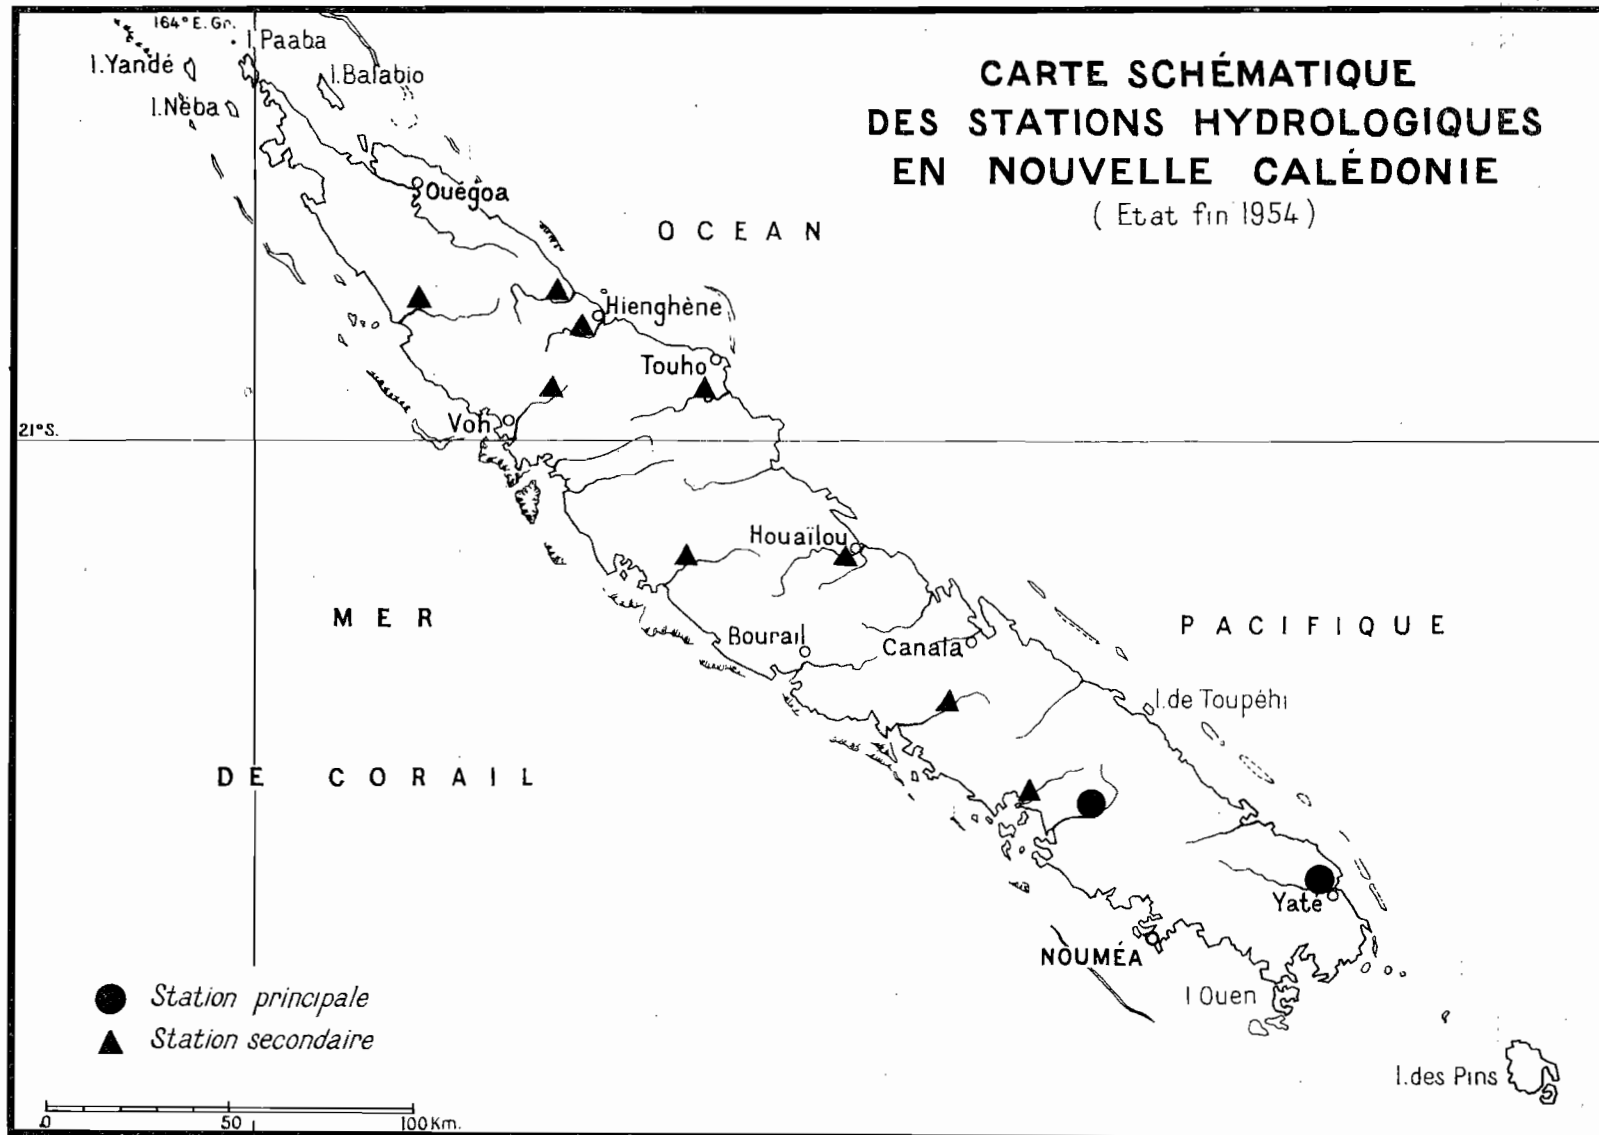 164° E. Gr.
I Paaba
I. Yandé
I. Balabio
I. Nëba
CARTE SCHÉMATIQUE
DES STATIONS HYDROLOGIQUES
EN NOUVELLE CALÉDONIE
( Etat fin 1954 )
Ouégoa
OCEAN
Hienghène
Touho
Voh
21° S.
Houaïlou
MER
Bourail
Canala
PACIFIQUE
I. de Toupéhi
DE CORAIL
Yaté
NOUMÉA
I Ouen
Station principale
Station secondaire
I. des Pins
0 50 100 Km.